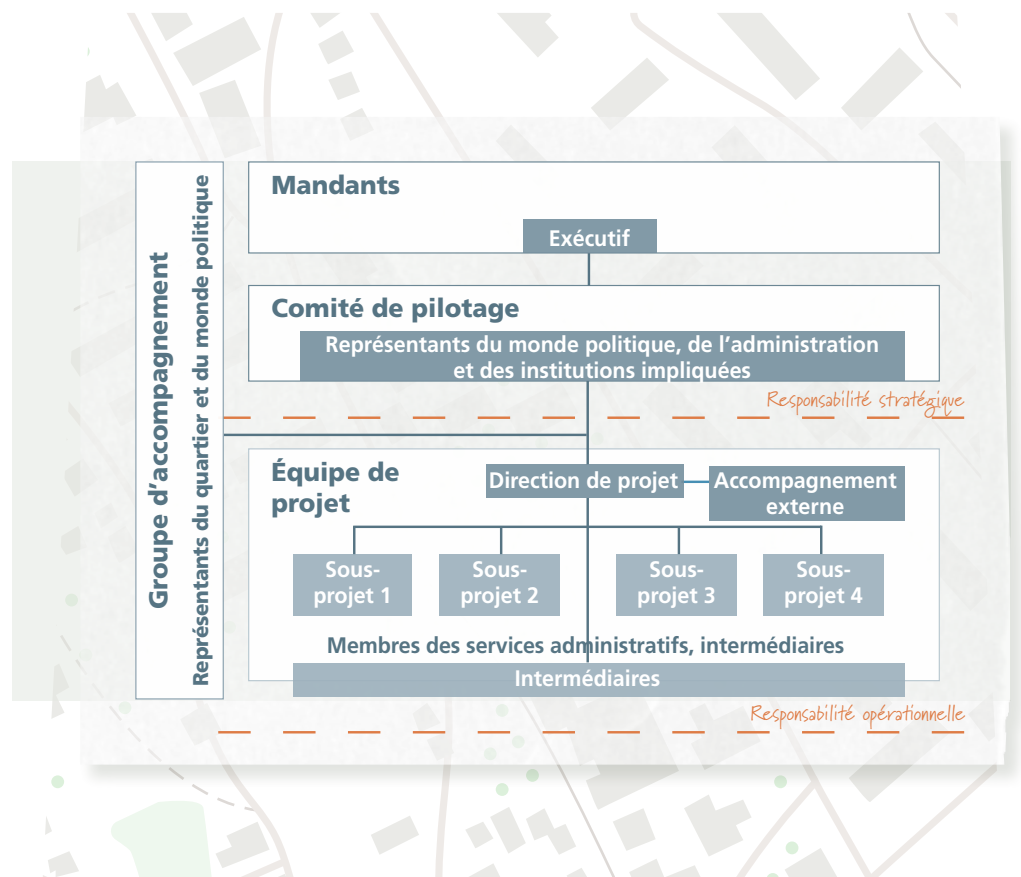 Groupe d’accompagnement
Représentants du quartier et du monde politique
Mandants
Exécutif
Comité de pilotage
Représentants du monde politique, de l’administration
et des institutions impliquées
Responsabilité stratégique
Équipe de
projet
Direction de projet
Accompagnement
externe
Sous-
projet 1
Sous-
projet 2
Sous-
projet 3
Sous-
projet 4
Membres des services administratifs, intermédiaires
Intermédiaires
Responsabilité opérationnelle